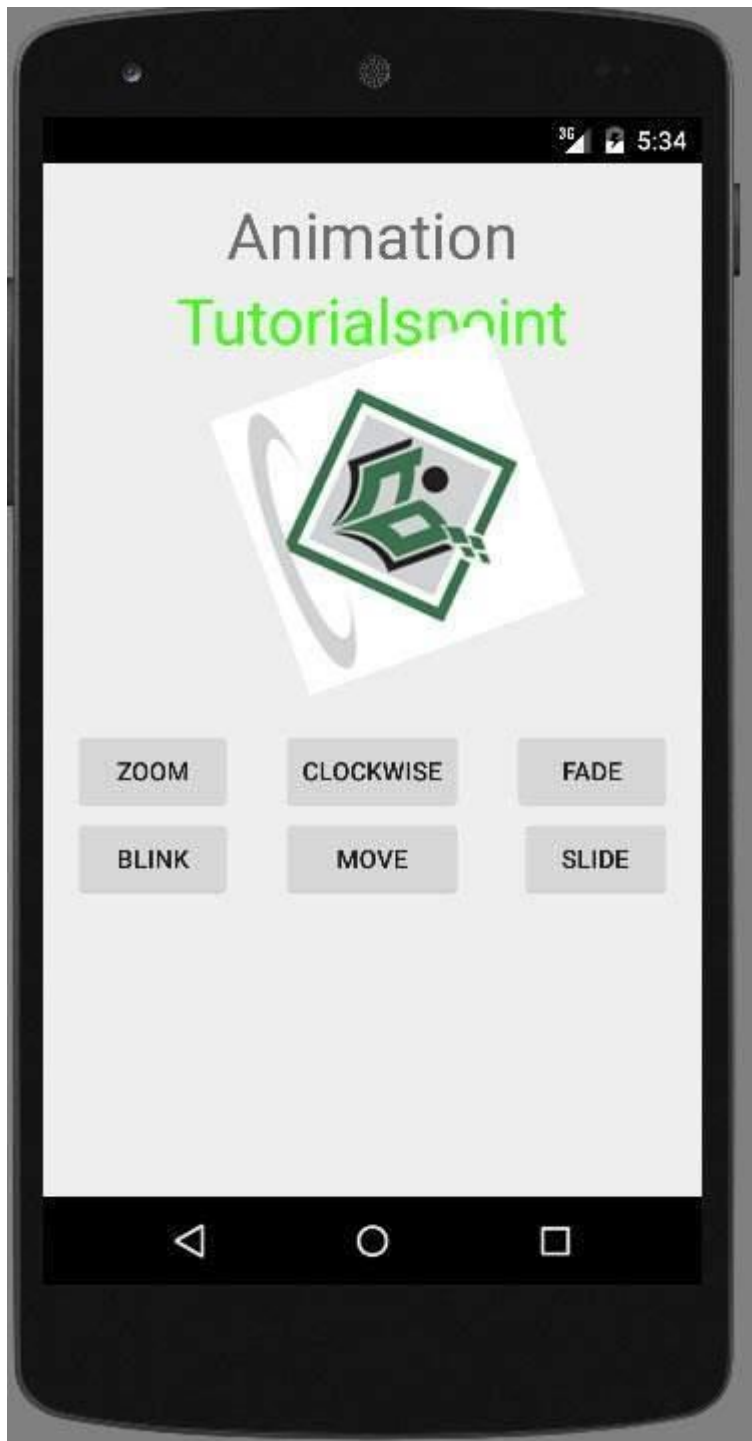 3G 5:34
Animation
Tutorialspoint
ZOOM CLOCKWISE FADE
BLINK MOVE SLIDE